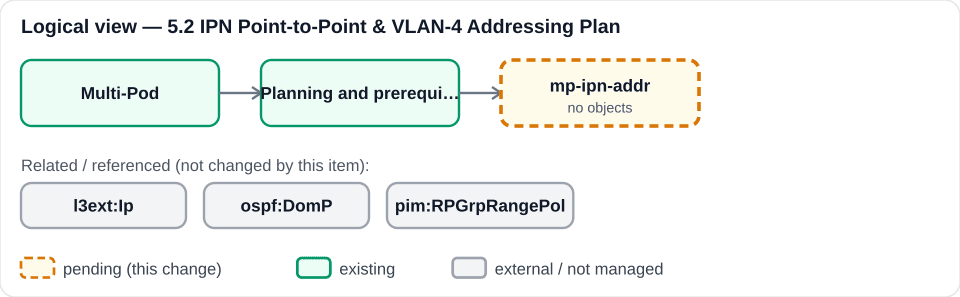 Logical view — 5.2 IPN Point-to-Point & VLAN-4 Addressing Plan
Multi-Pod
Planning and prerequi…
mp-ipn-addr
no objects
Related / referenced (not changed by this item):
l3ext:Ip
ospf:DomP
pim:RPGrpRangePol
pending (this change)
existing
external / not managed